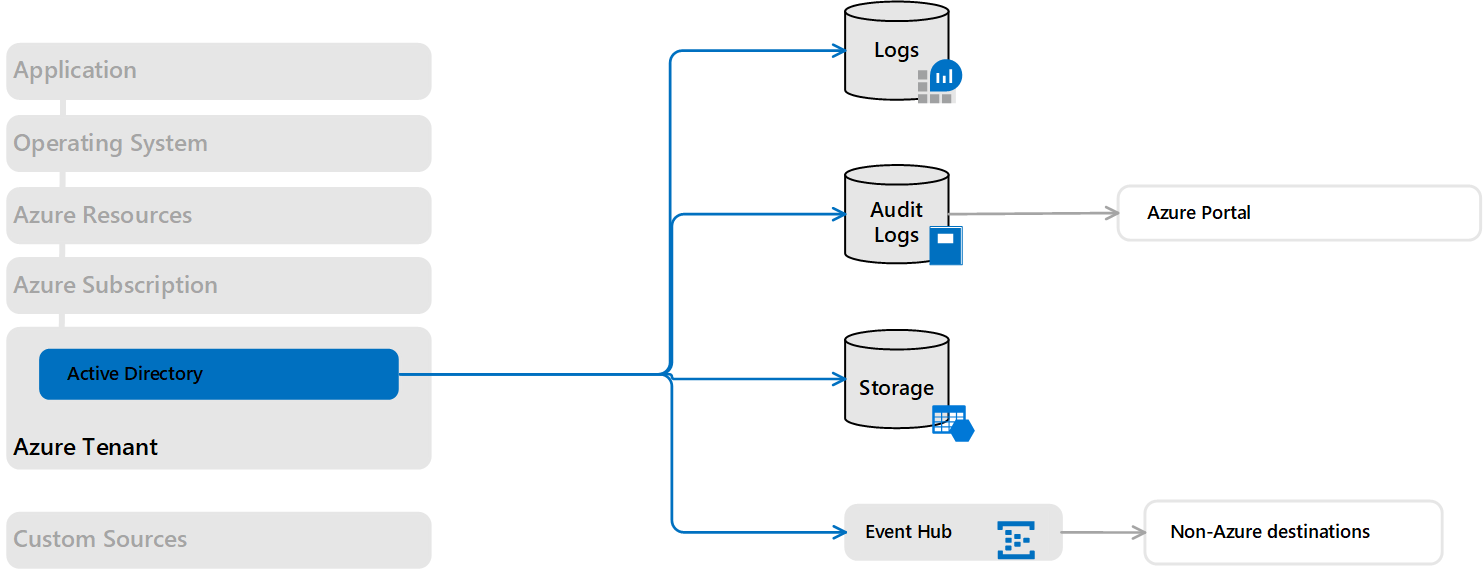 Application
Operating System
Azure Resources
Azure Subscription
Active Directory
Azure Tenant
Custom Sources
Logs
Audit
Logs
Azure Portal
Storage
Event Hub
Non-Azure destinations